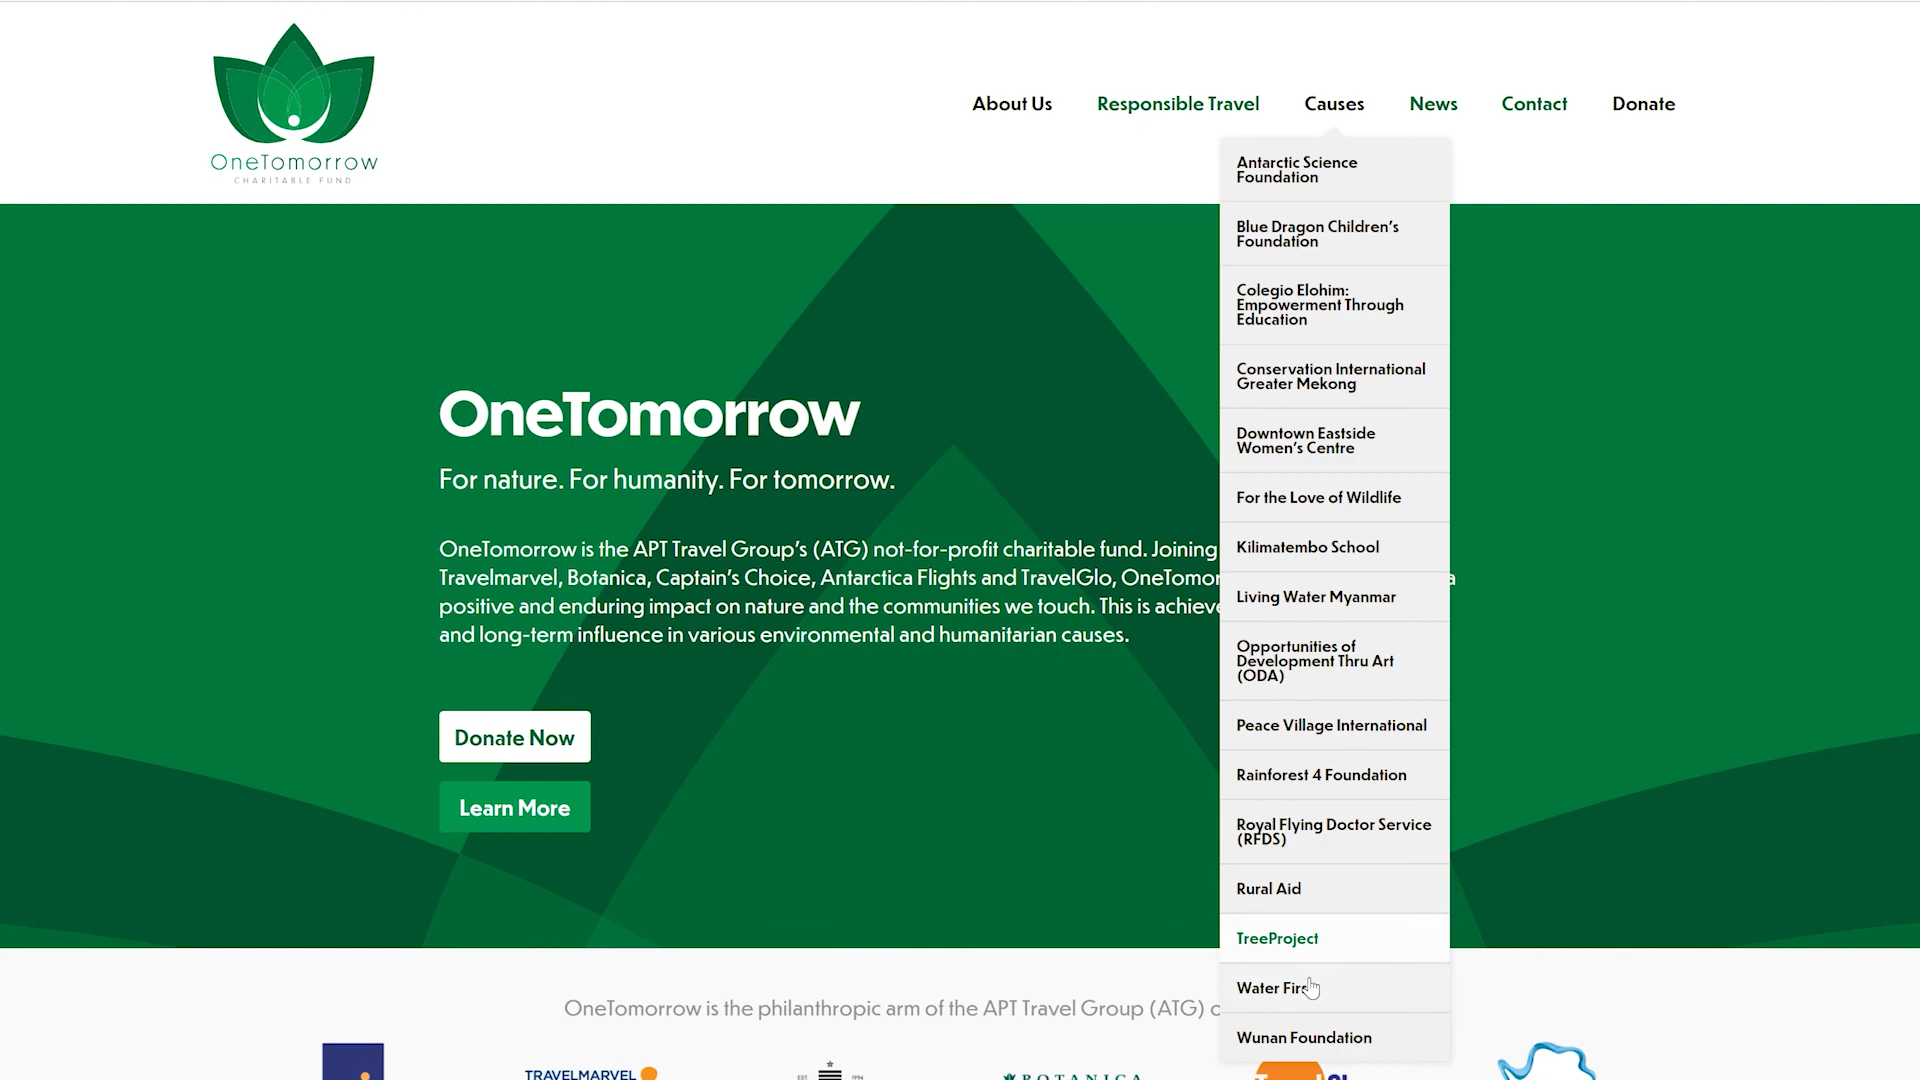 OneTomorrow
CHARITABLE FUND
About Us
Responsible Travel
Causes
News
Contact
Donate
Antarctic Science
Foundation
Blue Dragon Children's
Foundation
Colegio Elohim:
Empowerment Through
Education
Conservation International
Greater Mekong
Downtown Eastside
Women's Centre
For the Love of Wildlife
Kilimatembo School
Living Water Myanmar
Opportunities of
Development Thru Art
(ODA)
Peace Village International
Rainforest 4 Foundation
Royal Flying Doctor Service
(RFDS)
Rural Aid
TreeProject
Water
Wunan Foundation
OneTomorrow
For nature. For humanity. For tomorrow.
OneTomorrow is the APT Travel Group's (ATG) not-for-profit charitable fund. Joining
Travelmarvel, Botanica, Captain's Choice, Antarctica Flights and TravelGlo,
positive and enduring impact on nature and the communities we touch. This is
and long-term influence in various environmental and humanitarian causes.
Donate Now
Learn More
OneTomorrow is the philanthropic arm of the APT Travel Group (ATG)
TRAVELMARVEL
EST. 1994
BOTANICA